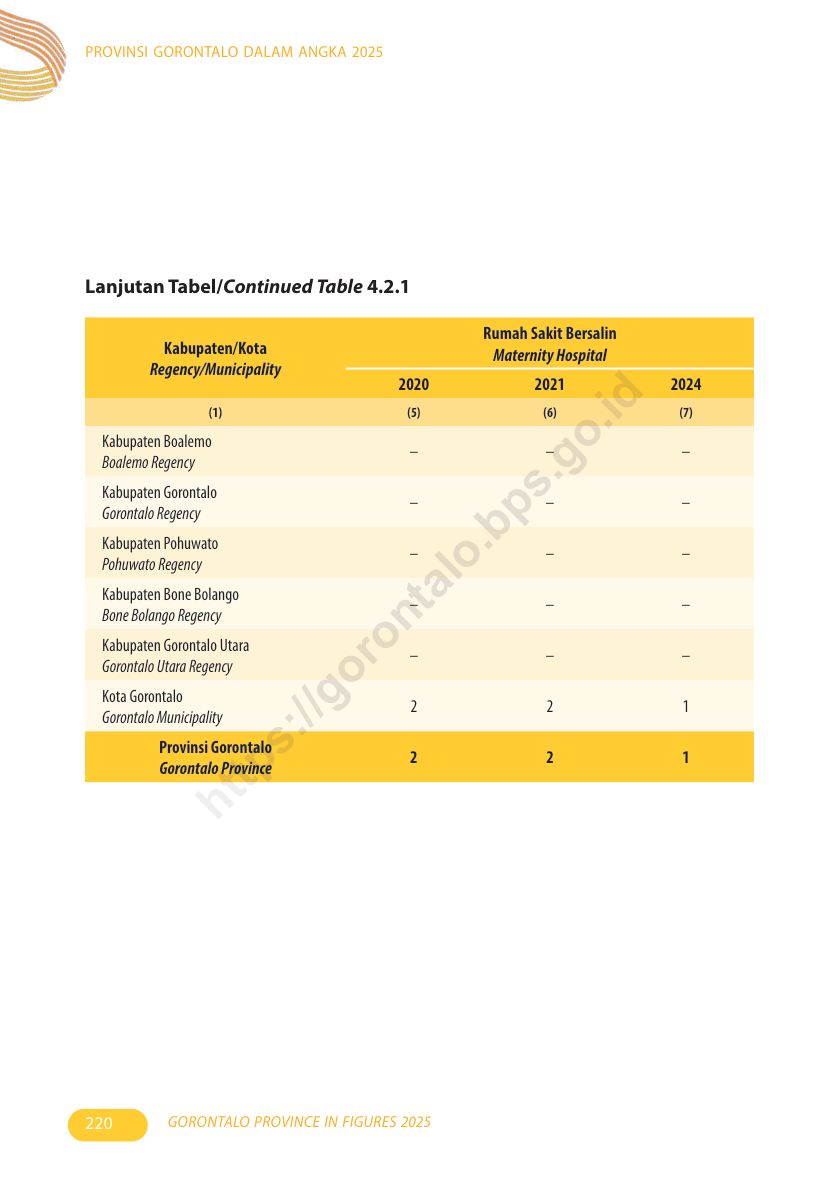 PROVINSI GORONTALO DALAM ANGKA 2025
Lanjutan Tabel/Continued Table 4.2.1
Kabupaten/Kota
Regency/Municipality
Rumah Sakit Bersalin
Maternity Hospital
2020 2021 2024
(1) (5) (6) (7)
Kabupaten Boalemo
Boalemo Regency
– – –
Kabupaten Gorontalo
Gorontalo Regency
– – –
Kabupaten Pohuwato
Pohuwato Regency
– – –
Kabupaten Bone Bolango
Bone Bolango Regency
– – –
Kabupaten Gorontalo Utara
Gorontalo Utara Regency
– – –
Kota Gorontalo
Gorontalo Municipality
2 2 1
Provinsi Gorontalo
Gorontalo Province
2 2 1
https://gorontalo.bps.go.id
220 GORONTALO PROVINCE IN FIGURES 2025